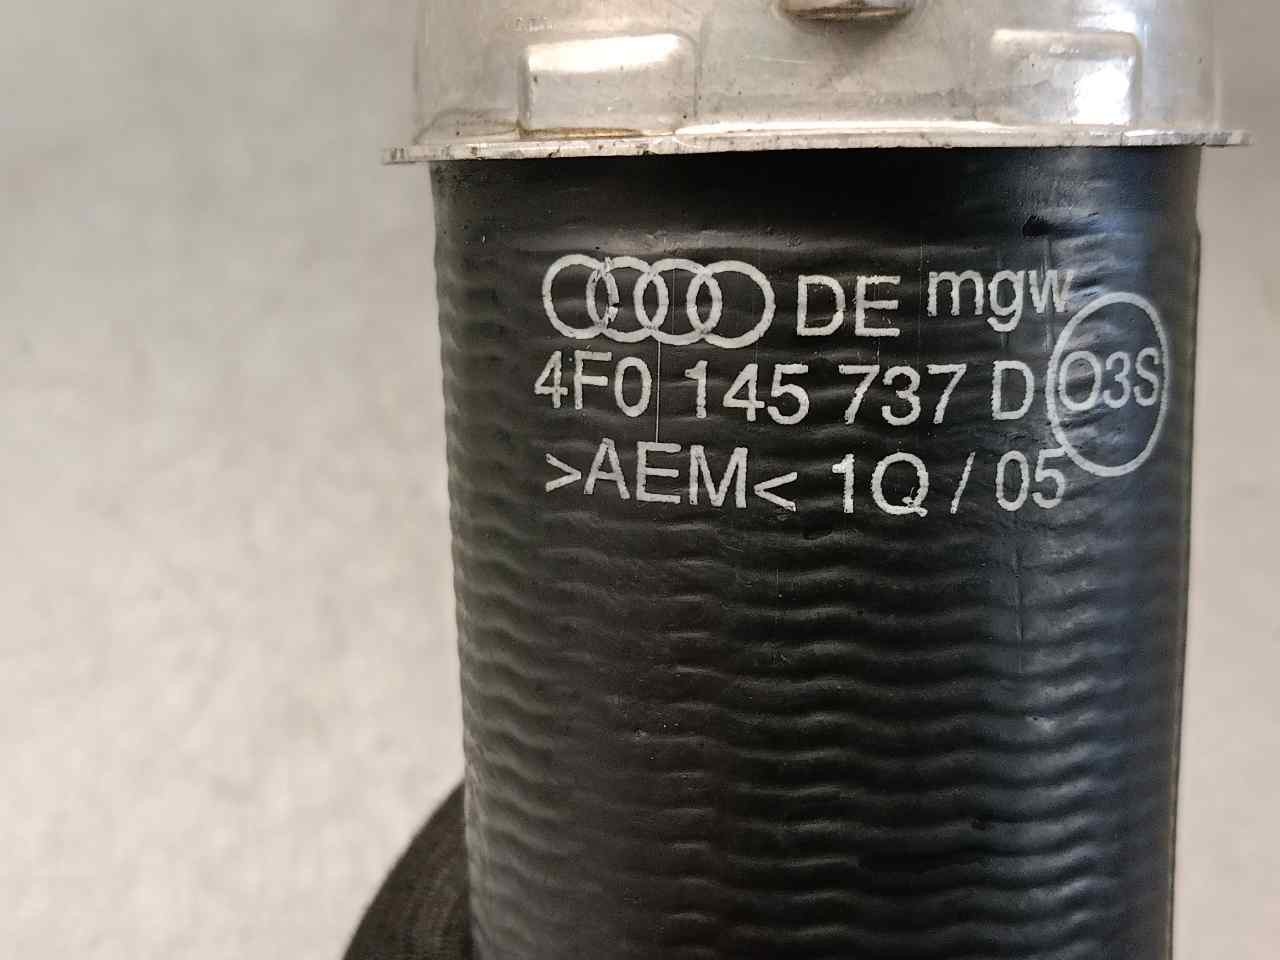 DE mgw
4F0 145 737 D O3S
>AEM< 1Q / 05